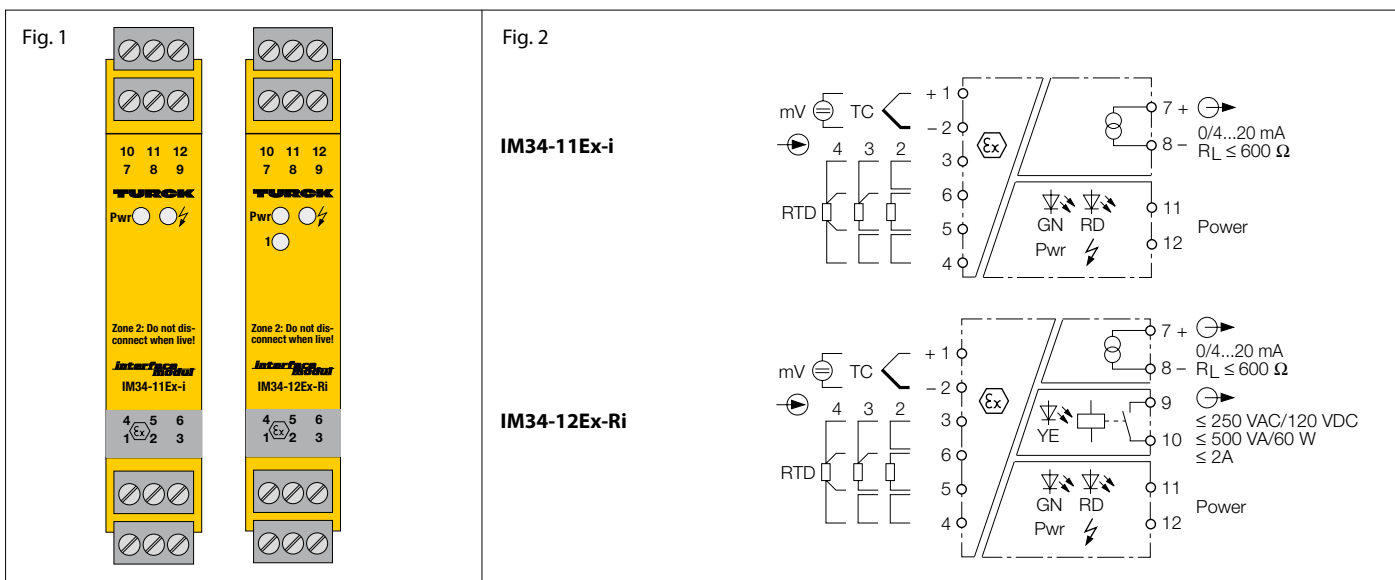 Fig. 1
10 11 12
7 8 9
TURCK
Pwr
Zone 2: Do not dis-
connect when live!
interface
modul
IM34-11Ex-i
4 5 6
Ex
1 2 3
10 11 12
7 8 9
TURCK
Pwr
1
Zone 2: Do not dis-
connect when live!
interface
modul
IM34-12Ex-Ri
4 5 6
Ex
1 2 3
Fig. 2
IM34-11Ex-i
mV TC
+ 1
− 2
4 3 2
3
6
RTD
5
4
Ex
7 +
0/4...20 mA
8 −
RL ≤ 600 Ω
GN RD
Pwr
11
12
Power
IM34-12Ex-Ri
mV TC
+ 1
− 2
4 3 2
3
6
RTD
5
4
Ex
7 +
0/4...20 mA
8 −
RL ≤ 600 Ω
YE
9
≤ 250 VAC/120 VDC
10
≤ 500 VA/60 W
≤ 2A
GN RD
Pwr
11
12
Power